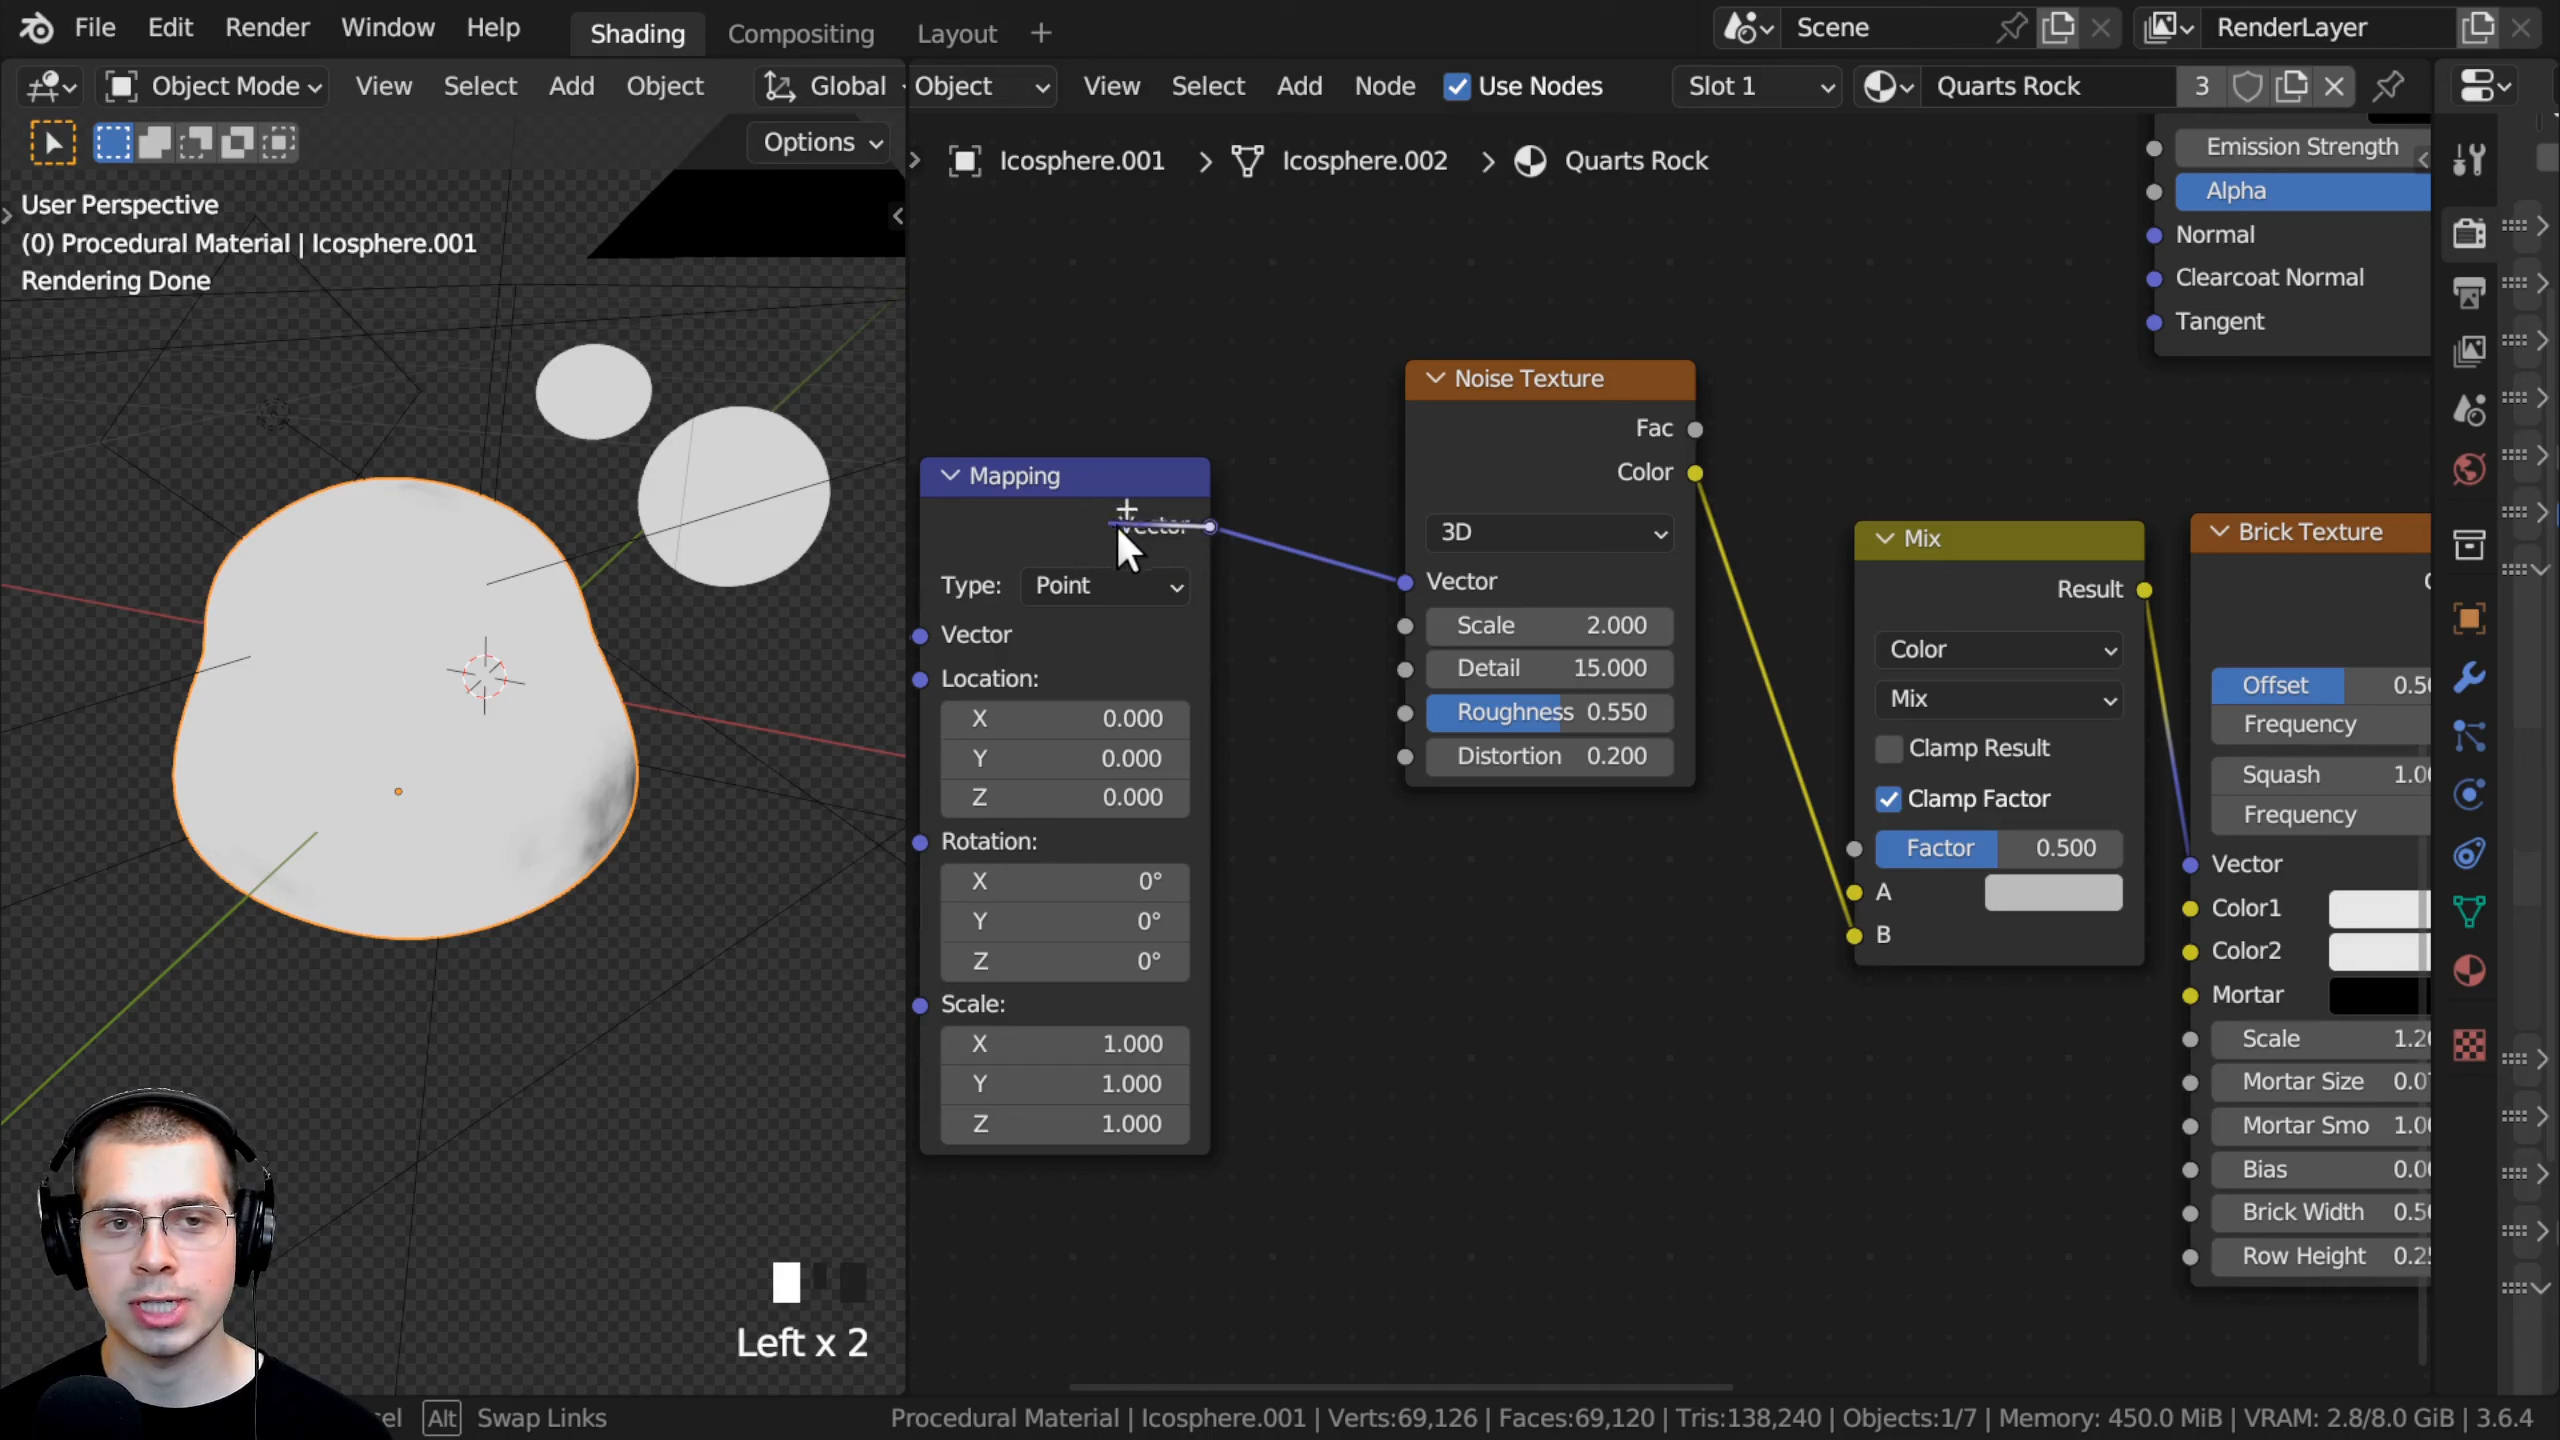 File Edit Render Window Help Shading Compositing Layout Scene RenderLayer
Object Mode View Select Add Object Global
Object View Select Add Node Use Nodes Slot 1 Quarts Rock 3
Options
Icosphere.001 > Icosphere.002 > Quarts Rock
User Perspective
(0) Procedural Material | Icosphere.001
Rendering Done
Emission Strength
Alpha
Normal
Clearcoat Normal
Tangent
Mapping
Vector
Type: Point
Vector
Location:
X 0.000
Y 0.000
Z 0.000
Rotation:
X 0°
Y 0°
Z 0°
Scale:
X 1.000
Y 1.000
Z 1.000
Noise Texture
Fac
Color
3D
Vector
Scale 2.000
Detail 15.000
Roughness 0.550
Distortion 0.200
Mix
Result
Color
Mix
Clamp Result
Clamp Factor
Factor 0.500
A
B
Brick Texture
Offset
Frequency
Squash
Frequency
Vector
Color1
Color2
Mortar
Scale
Mortar Size
Mortar Smo
Bias
Brick Width
Row Height
Left x 2
Alt Swap Links
Procedural Material | Icosphere.001 | Verts:69,126 | Faces:69,120 | Tris:138,240 | Objects:1/7 | Memory: 450.0 MiB | VRAM: 2.8/8.0 GiB | 3.6.4